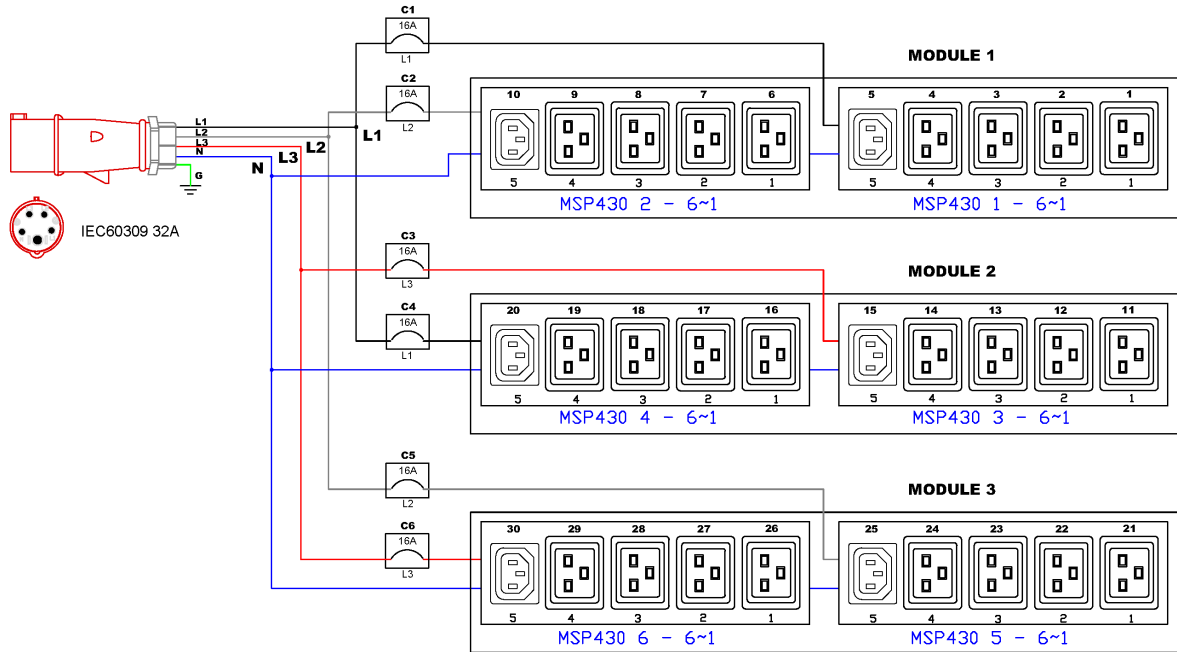 C1
16A
L1
MODULE 1
C2
16A
L2
10 9 8 7 6 5 4 3 2 1
L1
L2
L3
N
G
L1
L2
L3
N
5 4 3 2 1 5 4 3 2 1
MSP430 2 - 6~1 MSP430 1 - 6~1
IEC60309 32A
C3
16A
L3
MODULE 2
C4
16A
L1
20 19 18 17 16 15 14 13 12 11
5 4 3 2 1 5 4 3 2 1
MSP430 4 - 6~1 MSP430 3 - 6~1
C5
16A
L2
MODULE 3
C6
16A
L3
30 29 28 27 26 25 24 23 22 21
5 4 3 2 1 5 4 3 2 1
MSP430 6 - 6~1 MSP430 5 - 6~1